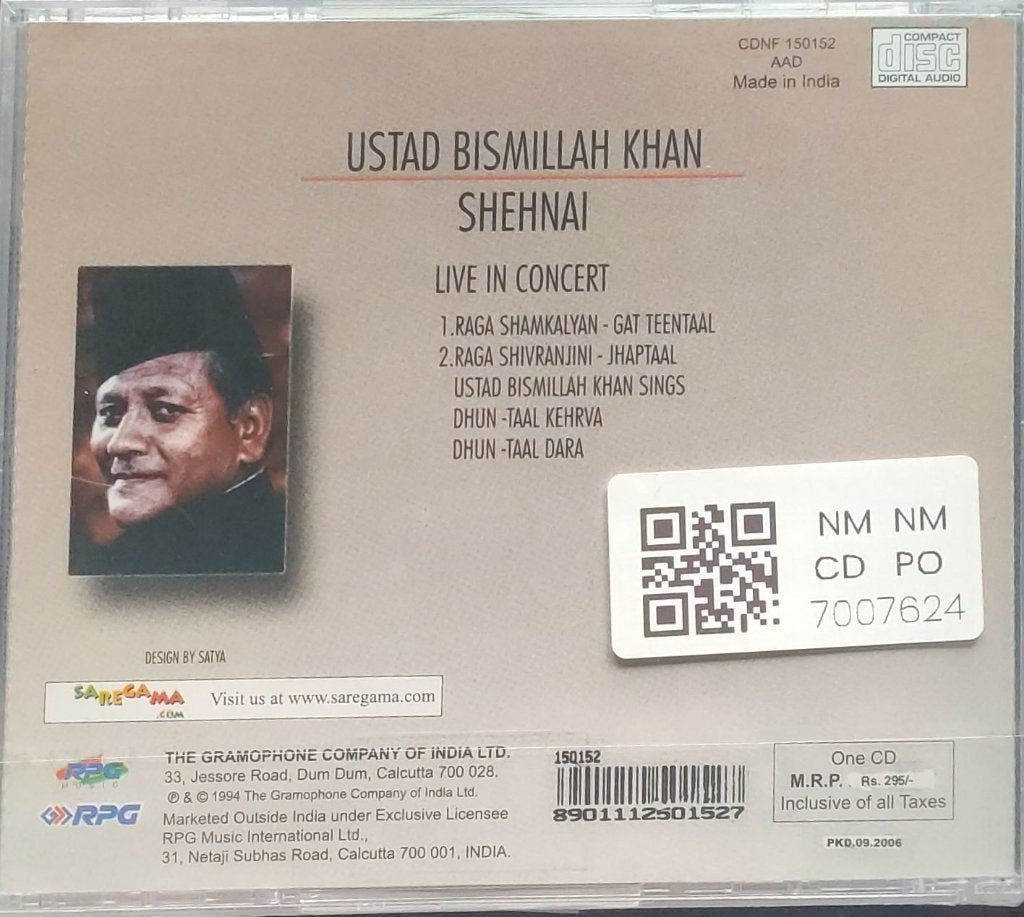 CDNF 150152
AAD
Made in India
COMPACT
disc
DIGITAL AUDIO
USTAD BISMILLAH KHAN
SHEHNAI
LIVE IN CONCERT
1.RAGA SHAMKALYAN - GAT TEENTAAL
2.RAGA SHIVRANJINI - JHAPTAAL
USTAD BISMILLAH KHAN SINGS
DHUN -TAAL KEHRVA
DHUN -TAAL DARA
NM NM
CD PO
7007624
DESIGN BY SATYA
SAREGAMA
.COM
Visit us at www.saregama.com
RPG
MUSIC
RPG
THE GRAMOPHONE COMPANY OF INDIA LTD.
33, Jessore Road, Dum Dum, Calcutta 700 028.
℗ & © 1994 The Gramophone Company of India Ltd.
Marketed Outside India under Exclusive Licensee
RPG Music International Ltd.,
31, Netaji Subhas Road, Calcutta 700 001, INDIA.
150152
8901112501527
One CD
M.R.P. Rs. 295/-
Inclusive of all Taxes
PKD.09.2006